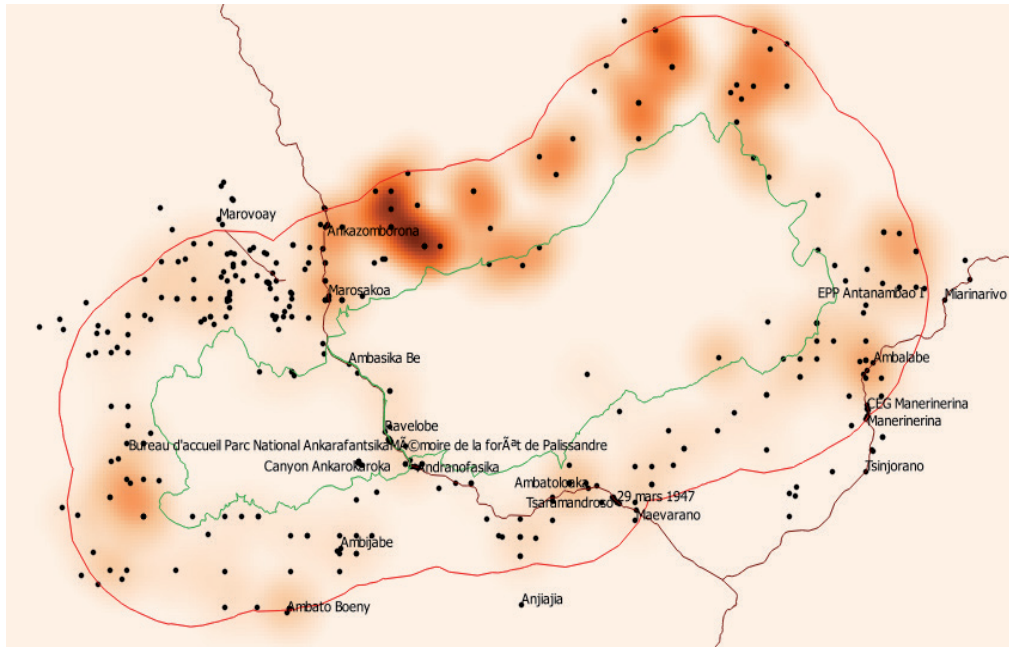 Marovoay
Ankazomborona
Marosakoa
EPP Antanambao I
Miarinarivo
Ambasika Be
Ambalabe
CEG Manerinerina
Manerinerina
Ravelobe
Bureau d'accueil Parc National AnkarafantsikaMÃ©moire de la forÃªt de Palissandre
Canyon Ankarokaroka
Andranofasika
Tsinjorano
Ambatoloaka
Tsaramandroso
29 mars 1947
Maevarano
Ambijabe
Anjiajia
Ambato Boeny